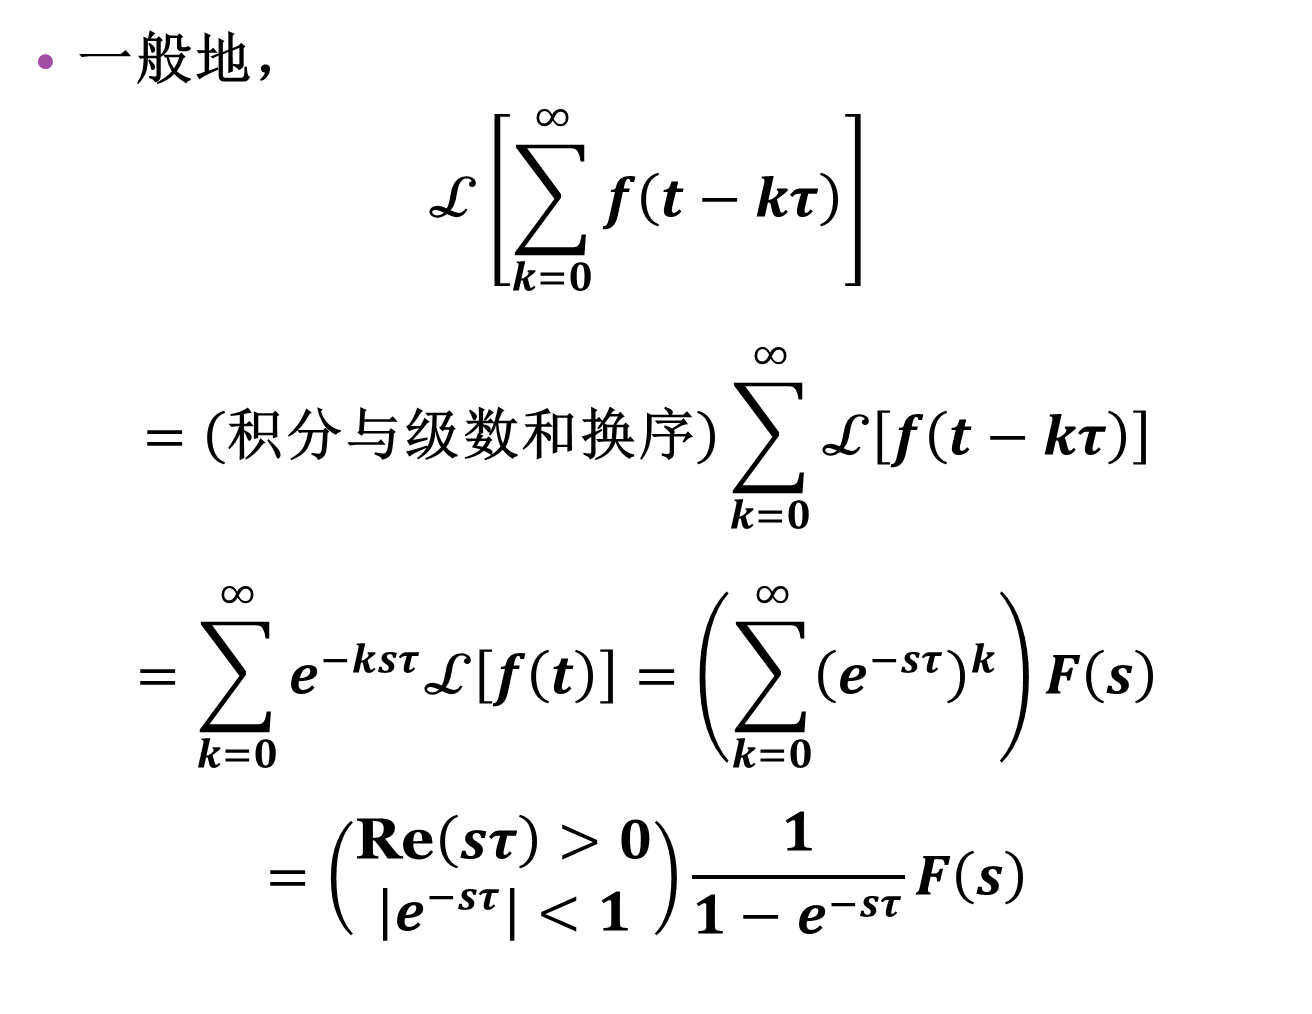 • 一般地，
ℒ[∑_{k=0}^{∞} f(t − kτ)]
= (积分与级数和换序) ∑_{k=0}^{∞} ℒ[f(t − kτ)]
= ∑_{k=0}^{∞} e^{−ksτ} ℒ[f(t)] = (∑_{k=0}^{∞} (e^{−sτ})^k) F(s)
= (Re(sτ) > 0 |e^{−sτ}| < 1) \frac{1}{1 − e^{−sτ}} F(s)